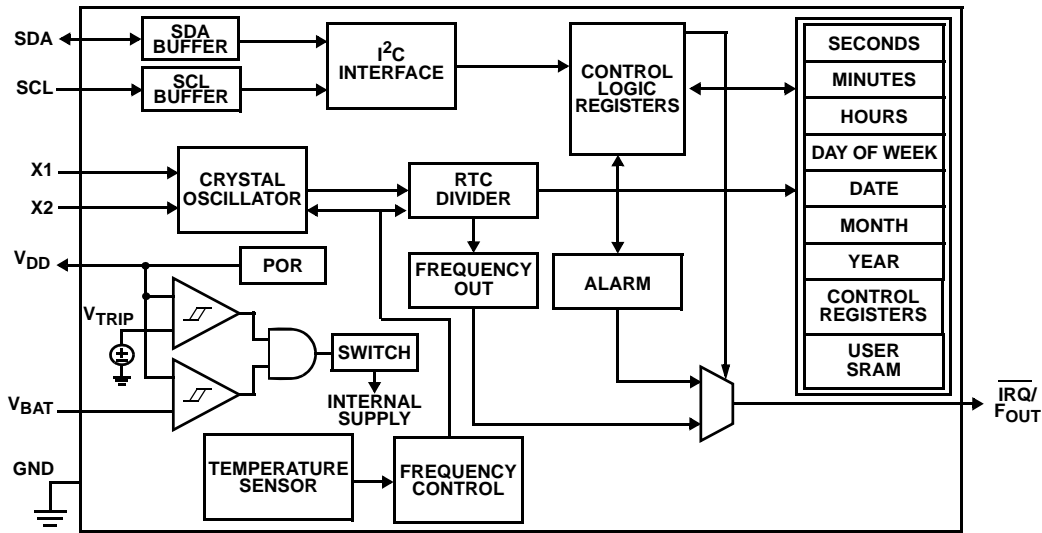 SDA
SDA
BUFFER
SCL
SCL
BUFFER
I²C
INTERFACE
CONTROL
LOGIC
REGISTERS
SECONDS
MINUTES
HOURS
DAY OF WEEK
DATE
MONTH
YEAR
CONTROL
REGISTERS
USER
SRAM
X1
X2
CRYSTAL
OSCILLATOR
RTC
DIVIDER
FREQUENCY
OUT
ALARM
VDD
POR
VTRIP
SWITCH
INTERNAL
SUPPLY
VBAT
GND
TEMPERATURE
SENSOR
FREQUENCY
CONTROL
IRQ/
FOUT